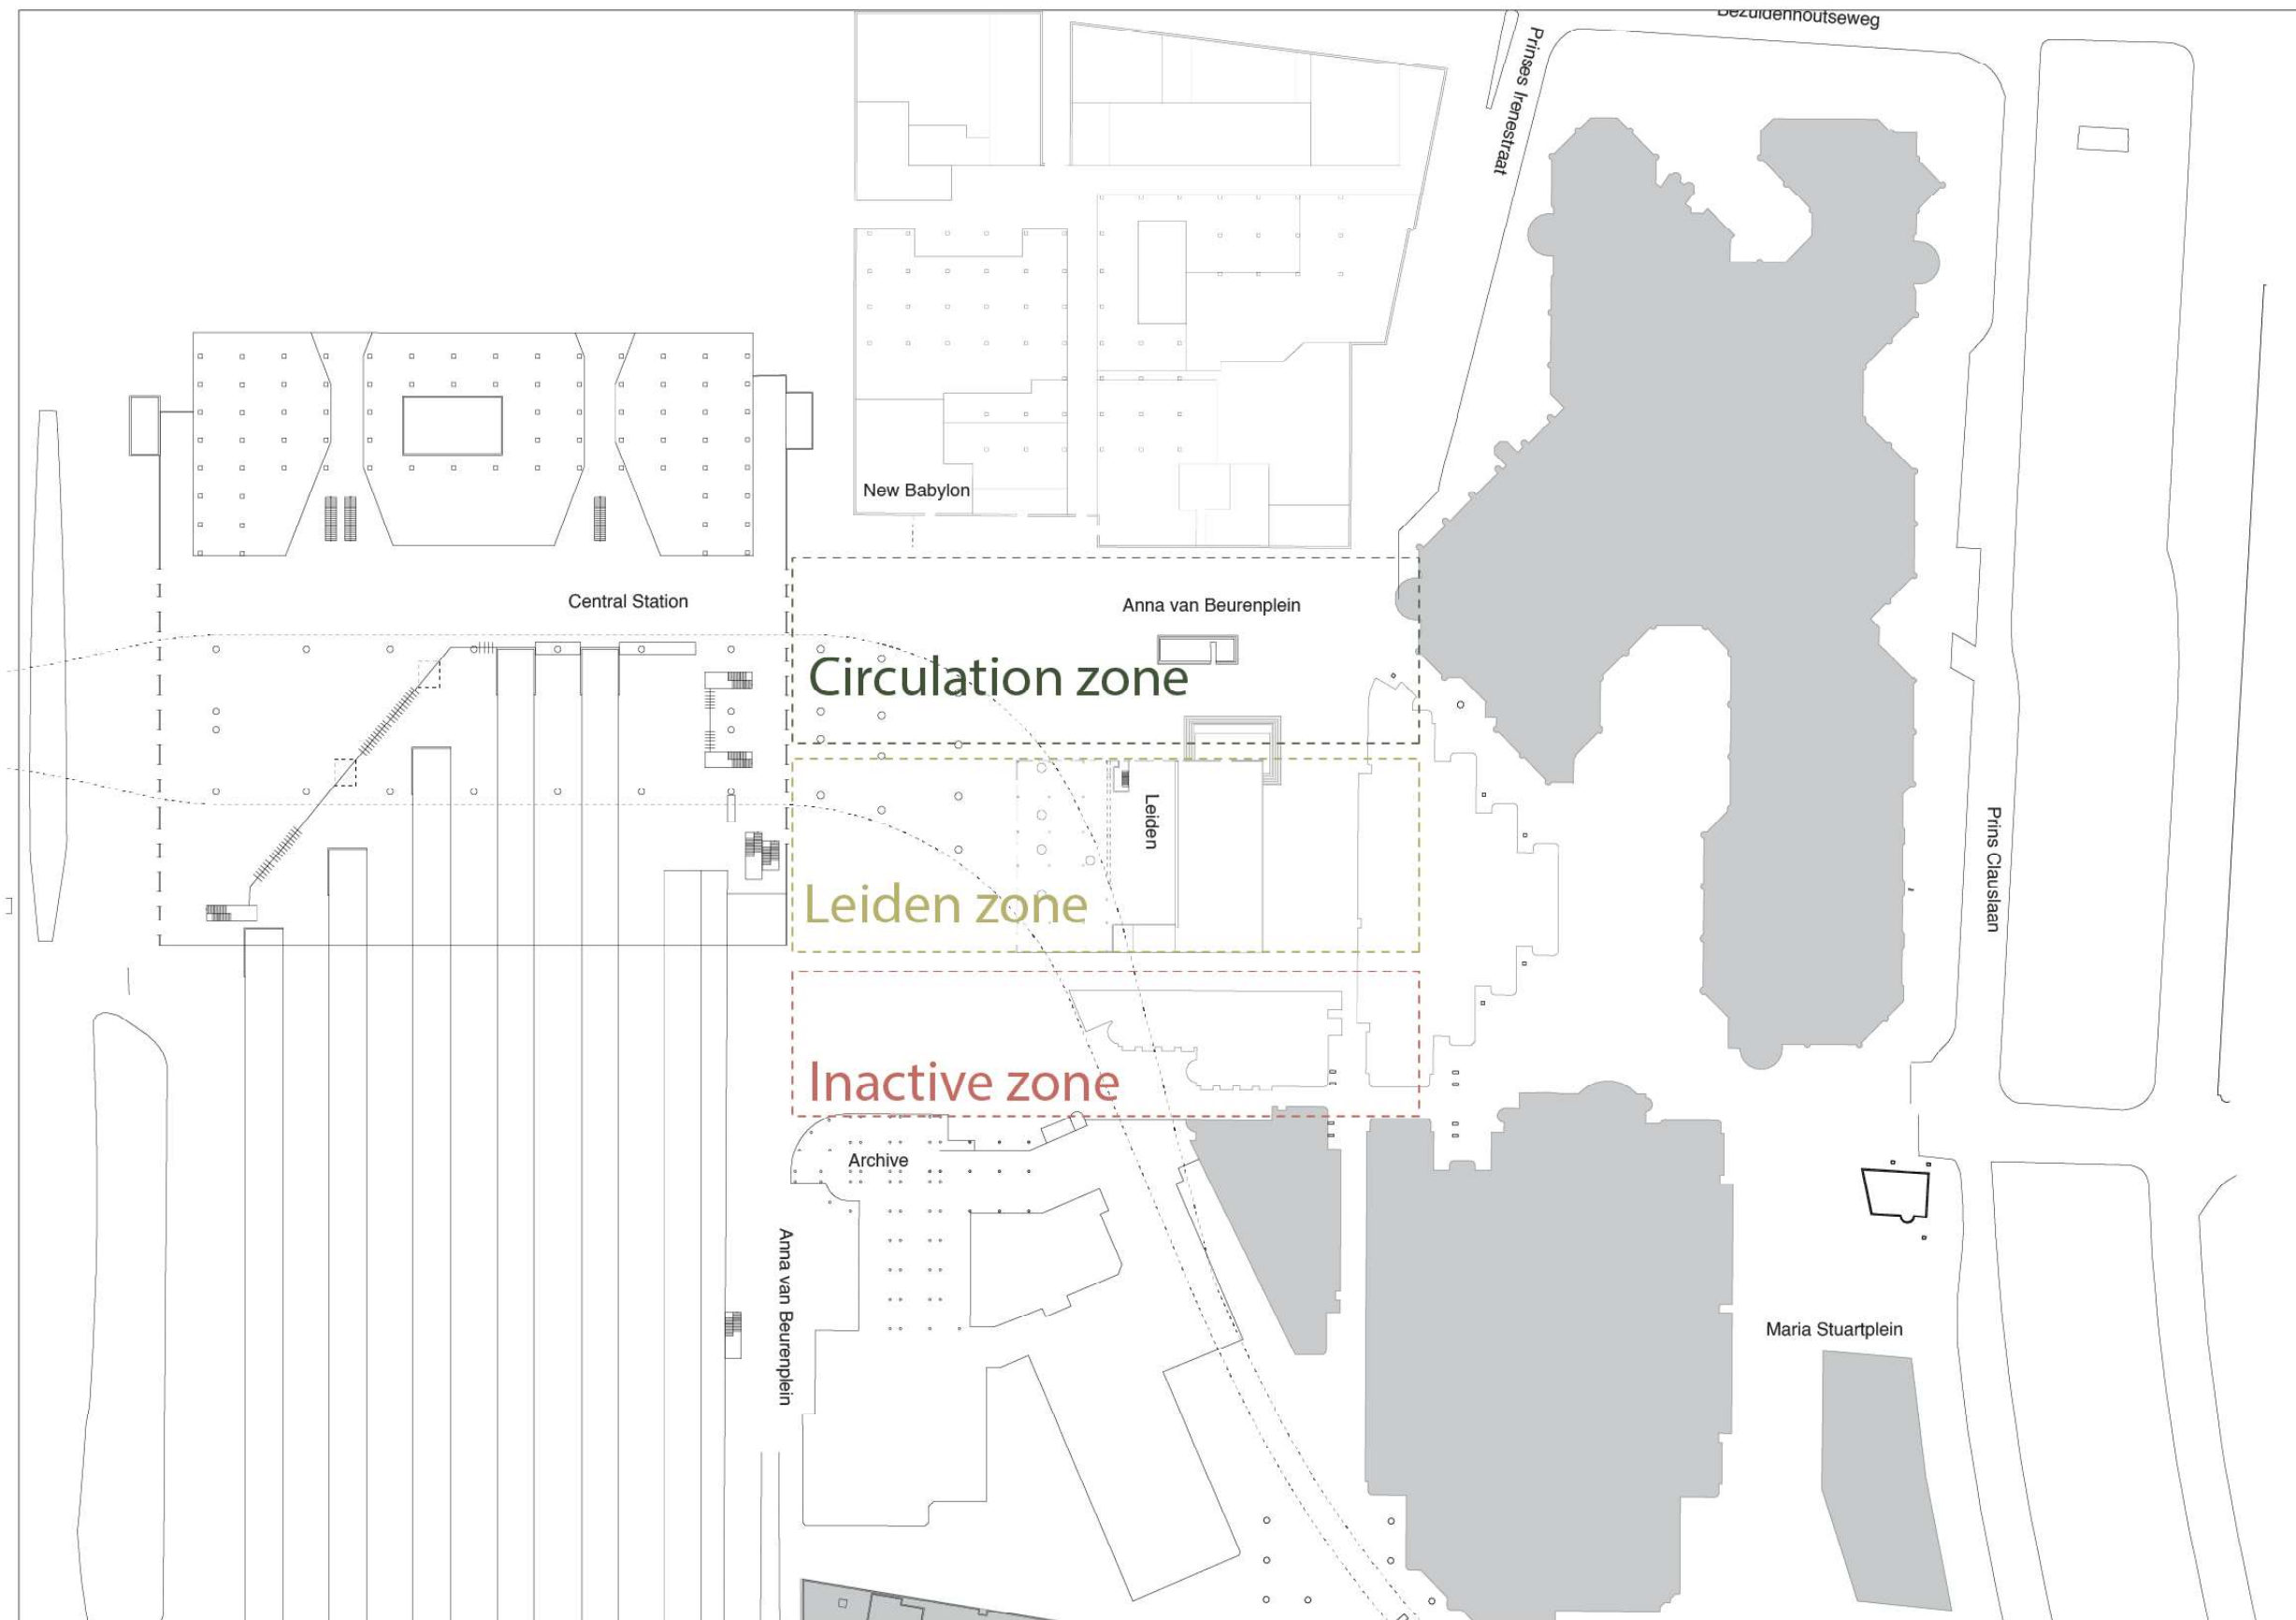 Bezuidenhoutseweg
Prinses Irenestraat
New Babylon
Central Station
Anna van Beurenplein
Circulation zone
Leiden
Leiden zone
Prins Clauslaan
Inactive zone
Archive
Anna van Beurenplein
Maria Stuartplein